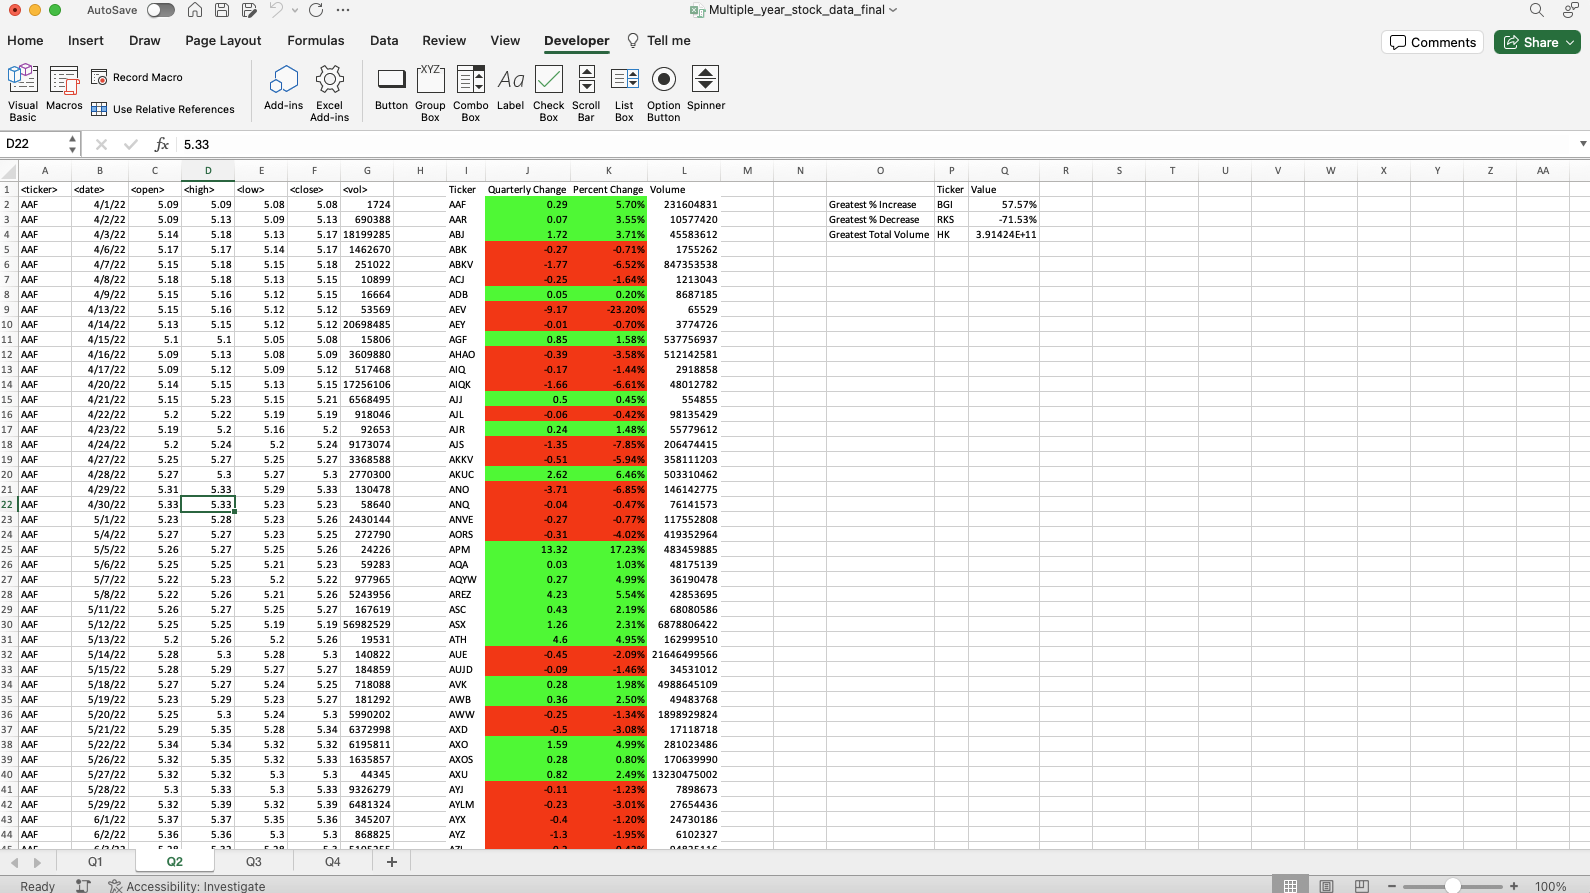 AutoSave
Multiple_year_stock_data_final
Home Insert Draw Page Layout Formulas Data Review View Developer Tell me Comments Share
Visual Basic Macros Record Macro Use Relative References Add-ins Excel Add-ins Button Group Box Combo Box Label Check Box Scroll Bar List Box Option Button Spinner
XYZ Aa
D22 fx 5.33
A B C D E F G H I J K L M N O P Q R S T U V W X Y Z AA
1 <ticker> <date> <open> <high> <low> <close> <vol> Ticker Quarterly Change Percent Change Volume Ticker Value
2 AAF 4/1/22 5.09 5.09 5.08 5.08 1724 AAF 0.29 5.70% 231604831 Greatest % Increase BGI 57.57%
3 AAF 4/2/22 5.09 5.13 5.09 5.13 690388 AAR 0.07 3.55% 10577420 Greatest % Decrease RKS -71.53%
4 AAF 4/3/22 5.14 5.18 5.13 5.17 18199285 ABJ 1.72 3.71% 45583612 Greatest Total Volume HK 3.91424E+11
5 AAF 4/6/22 5.17 5.17 5.14 5.17 1462670 ABK -0.27 -0.71% 1755262
6 AAF 4/7/22 5.15 5.18 5.15 5.18 251022 ABKV -1.77 -6.52% 847353538
7 AAF 4/8/22 5.18 5.18 5.13 5.15 10899 ACJ -0.25 -1.64% 1213043
8 AAF 4/9/22 5.15 5.16 5.12 5.15 16664 ADB 0.05 0.20% 8687185
9 AAF 4/13/22 5.15 5.16 5.12 5.12 53569 AEV -9.17 -23.20% 65529
10 AAF 4/14/22 5.13 5.15 5.12 5.12 20698485 AEY -0.01 -0.70% 3774726
11 AAF 4/15/22 5.1 5.1 5.05 5.08 15806 AGF 0.85 1.58% 537756937
12 AAF 4/16/22 5.09 5.13 5.08 5.09 3609880 AHAO -0.39 -3.58% 512142581
13 AAF 4/17/22 5.09 5.12 5.09 5.12 517468 AIQ -0.17 -1.44% 2918858
14 AAF 4/20/22 5.14 5.15 5.13 5.15 17256106 AIQK -1.66 -6.61% 48012782
15 AAF 4/21/22 5.15 5.23 5.15 5.21 6568495 AJJ 0.5 0.45% 554855
16 AAF 4/22/22 5.2 5.22 5.19 5.19 918046 AJL -0.06 -0.42% 98135429
17 AAF 4/23/22 5.19 5.2 5.16 5.2 92653 AJR 0.24 1.48% 55779612
18 AAF 4/24/22 5.2 5.24 5.2 5.24 9173074 AJS -1.35 -7.85% 206474415
19 AAF 4/27/22 5.25 5.27 5.25 5.27 3368588 AKKV -0.51 -5.94% 358111203
20 AAF 4/28/22 5.27 5.3 5.27 5.3 2770300 AKUC 2.62 6.46% 503310462
21 AAF 4/29/22 5.31 5.33 5.29 5.33 130478 ANO -3.71 -6.85% 146142775
22 AAF 4/30/22 5.33 5.33 5.23 5.23 58640 ANQ -0.04 -0.47% 76141573
23 AAF 5/1/22 5.23 5.28 5.23 5.26 2430144 ANVE -0.27 -0.77% 117552808
24 AAF 5/4/22 5.27 5.27 5.23 5.25 272790 AORS -0.31 -4.02% 419352964
25 AAF 5/5/22 5.26 5.27 5.25 5.26 24226 APM 13.32 17.23% 483459885
26 AAF 5/6/22 5.25 5.25 5.21 5.23 59283 AQA 0.03 1.03% 48175139
27 AAF 5/7/22 5.22 5.23 5.2 5.22 977965 AQYW 0.27 4.99% 36190478
28 AAF 5/8/22 5.22 5.26 5.21 5.26 5243956 AREZ 4.23 5.54% 42853695
29 AAF 5/11/22 5.26 5.27 5.25 5.27 167619 ASC 0.43 2.19% 68080586
30 AAF 5/12/22 5.25 5.25 5.19 5.19 56982529 ASX 1.26 2.31% 6878806422
31 AAF 5/13/22 5.2 5.26 5.2 5.26 19531 ATH 4.6 4.95% 162999510
32 AAF 5/14/22 5.28 5.3 5.28 5.3 140822 AUE -0.45 -2.09% 21646499566
33 AAF 5/15/22 5.28 5.29 5.27 5.27 184859 AUJD -0.09 -1.46% 34531012
34 AAF 5/18/22 5.27 5.27 5.24 5.25 718088 AVK 0.28 1.98% 4988645109
35 AAF 5/19/22 5.23 5.29 5.23 5.27 181292 AWB 0.36 2.50% 49483768
36 AAF 5/20/22 5.25 5.3 5.24 5.3 5990202 AWW -0.25 -1.34% 1898929824
37 AAF 5/21/22 5.29 5.35 5.28 5.34 6372998 AXD -0.5 -3.08% 17118718
38 AAF 5/22/22 5.34 5.34 5.32 5.32 6195811 AXO 1.59 4.99% 281023486
39 AAF 5/26/22 5.32 5.35 5.32 5.33 1635857 AXOS 0.28 0.80% 170639990
40 AAF 5/27/22 5.32 5.32 5.3 5.3 44345 AXU 0.82 2.49% 13230475002
41 AAF 5/28/22 5.3 5.33 5.3 5.33 9326279 AYJ -0.11 -1.23% 7898673
42 AAF 5/29/22 5.32 5.39 5.32 5.39 6481324 AYLM -0.23 -3.01% 27654436
43 AAF 6/1/22 5.37 5.37 5.35 5.36 345207 AYX -0.4 -1.20% 24730186
44 AAF 6/2/22 5.36 5.36 5.3 5.3 868825 AYZ -1.3 -1.95% 6102327
Q1 Q2 Q3 Q4 +
Ready Accessibility: Investigate 100%